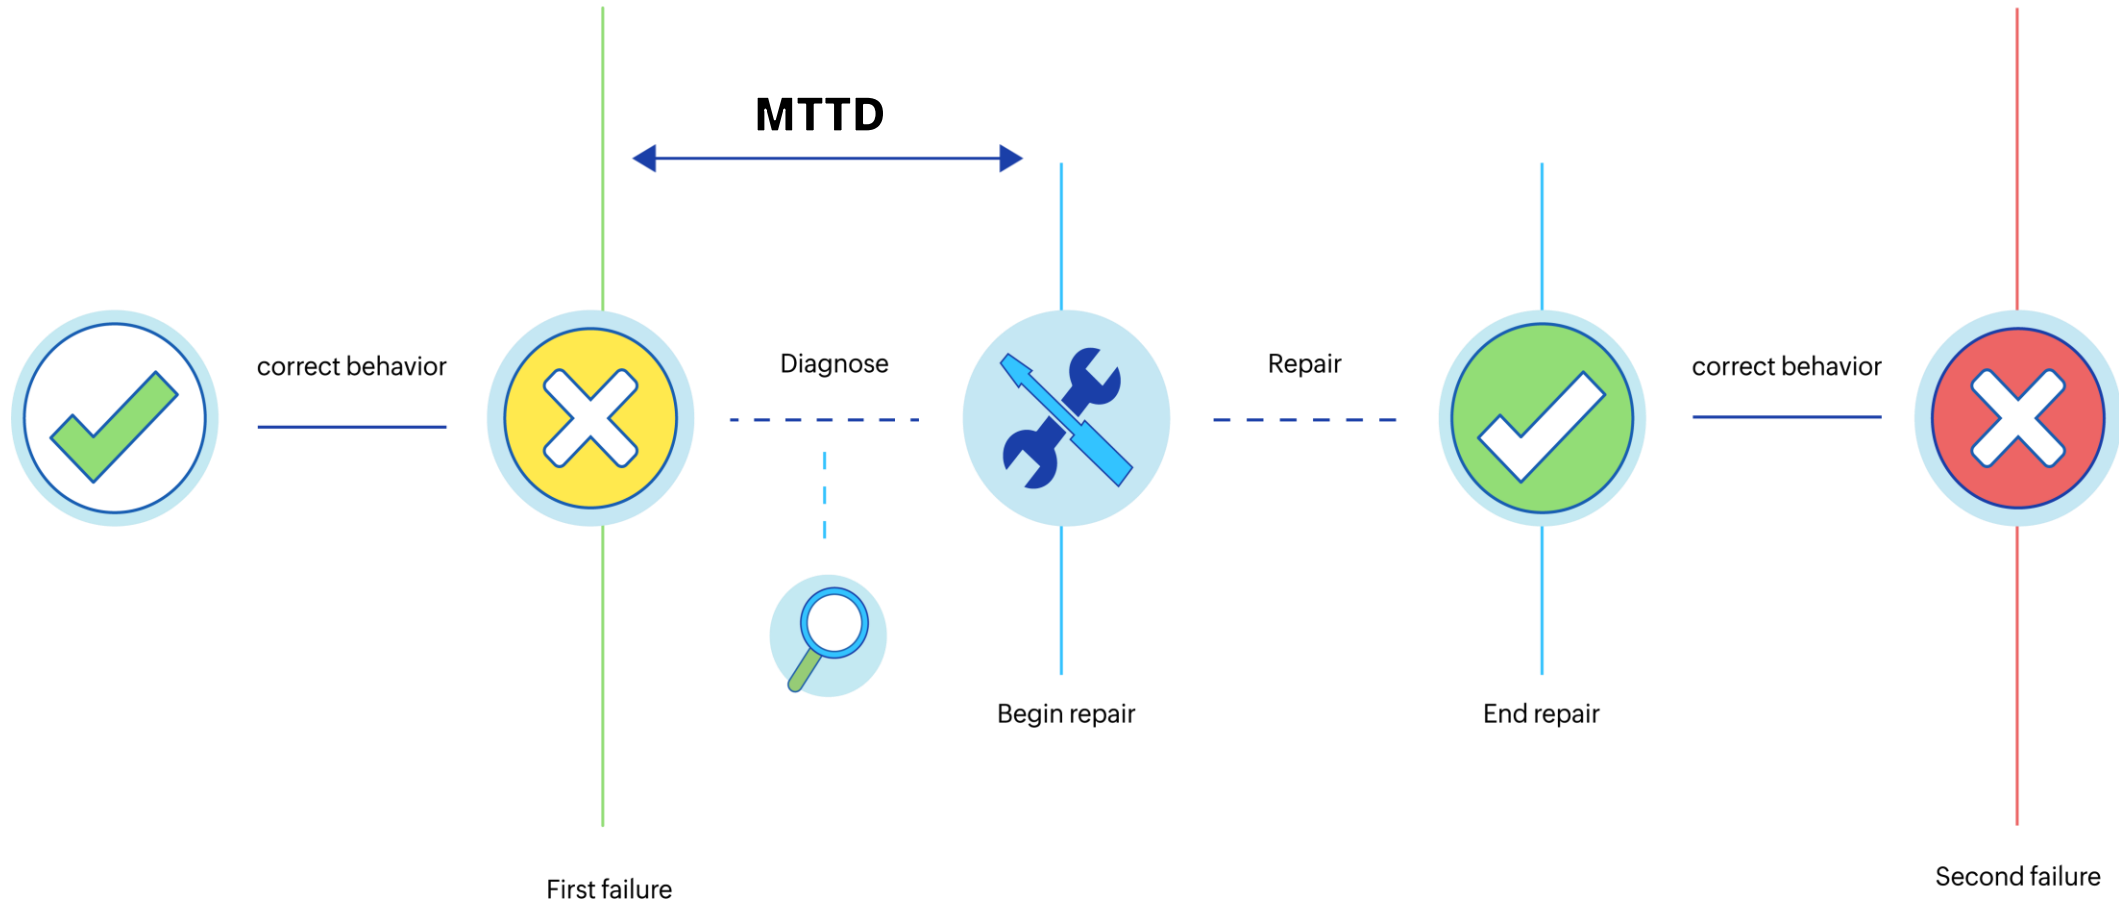 MTTD
correct behavior
Diagnose
Repair
correct behavior
Begin repair
End repair
First failure
Second failure